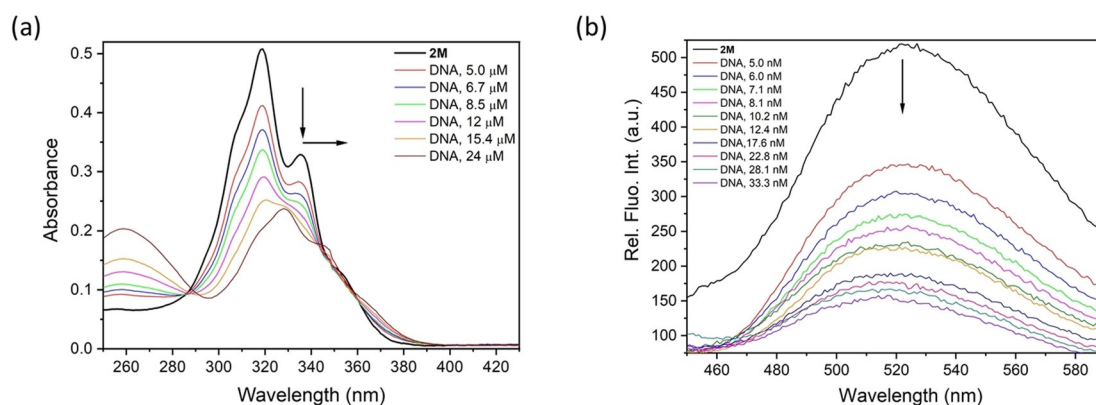 (a)
0.5
0.4
0.3
0.2
0.1
0.0
Absorbance
2M
DNA, 5.0 μM
DNA, 6.7 μM
DNA, 8.5 μM
DNA, 12 μM
DNA, 15.4 μM
DNA, 24 μM
260 280 300 320 340 360 380 400 420
Wavelength (nm)
(b)
500
450
400
350
300
250
200
150
100
Rel. Fluo. Int. (a.u.)
2M
DNA, 5.0 nM
DNA, 6.0 nM
DNA, 7.1 nM
DNA, 8.1 nM
DNA, 10.2 nM
DNA, 12.4 nM
DNA,17.6 nM
DNA, 22.8 nM
DNA, 28.1 nM
DNA, 33.3 nM
460 480 500 520 540 560 580
Wavelength (nm)